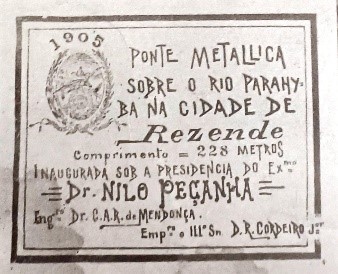 1905
PONTE METALLICA
SOBRE O RIO PARAHY-
BA NA CIDADE DE
Rezende
Comprimento = 228 METROS
INAUGURADA SOB A PRESIDENCIA DO Exmo
Dr. NILO PEÇANHA
Engro Dr. C.A.R. de MENDONÇA.
Empro o Illo Sn. D. R. CORDEIRO Jor